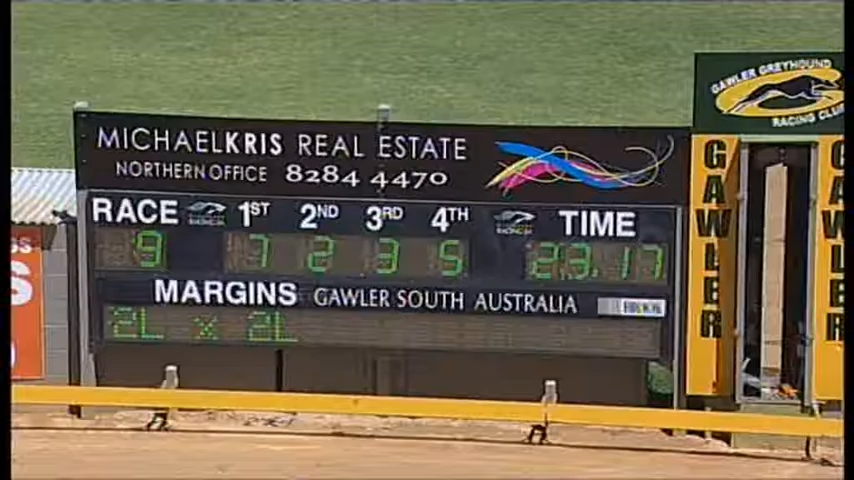 GAWLER GREYHOUND
RACING CLUB
MICHAELKRIS REAL ESTATE
NORTHERN OFFICE 8284 4470
RACE 1ST 2ND 3RD 4TH TIME
9 7 2 3 5 23.17
MARGINS GAWLER SOUTH AUSTRALIA
2L x 2L
GAWLER
GAWLER